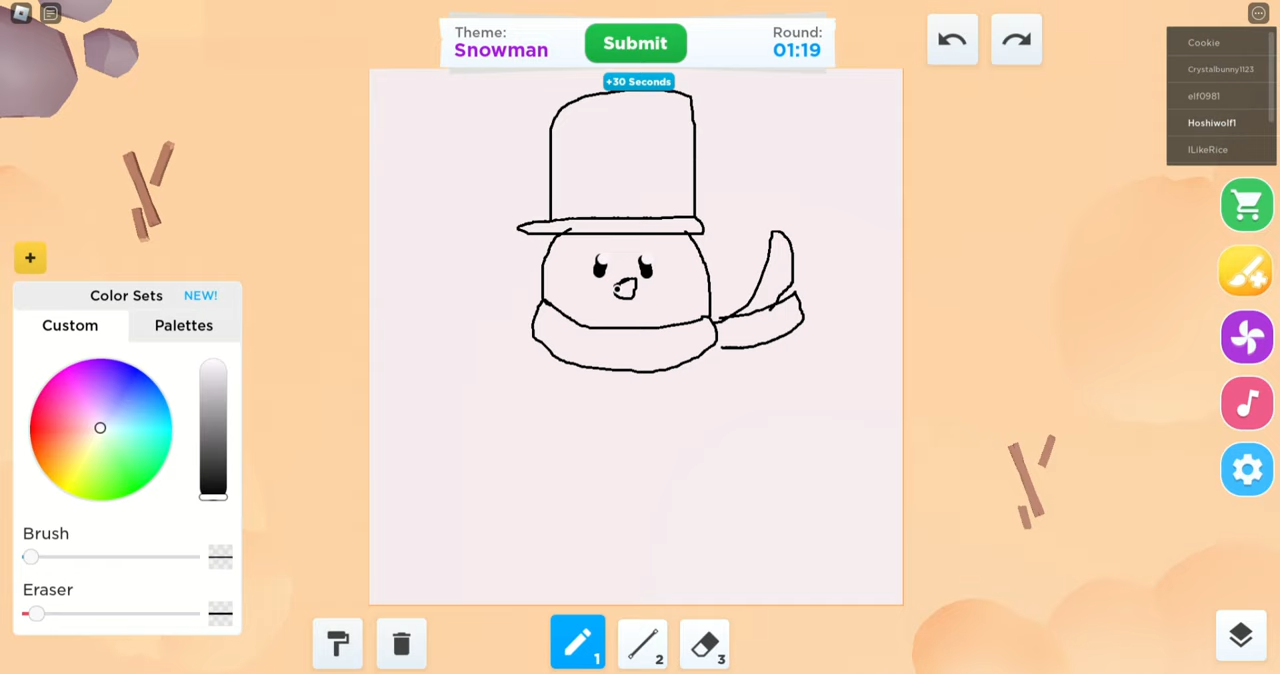 Theme:
Snowman
Submit
Round:
01:19
+30 Seconds
Cookie
Crystalbunny1123
elf0981
Hoshiwolf1
ILikeRice
Color Sets NEW!
Custom Palettes
Brush
Eraser
1
2
3